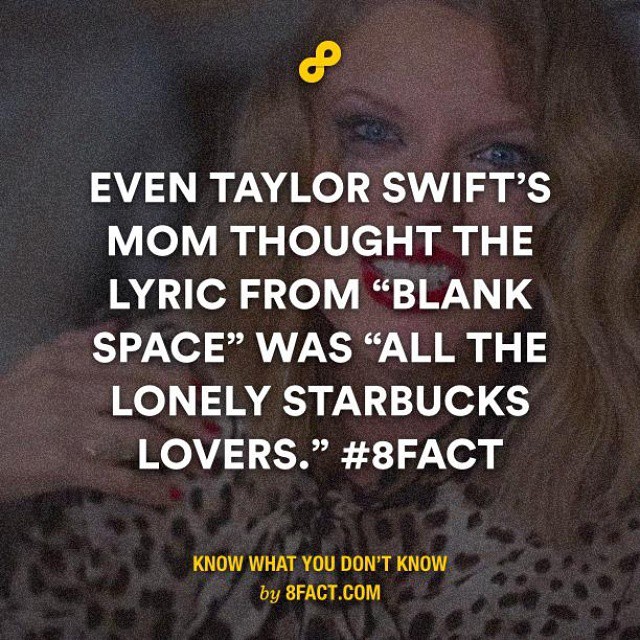 EVEN TAYLOR SWIFT’S
MOM THOUGHT THE
LYRIC FROM “BLANK
SPACE” WAS “ALL THE
LONELY STARBUCKS
LOVERS.” #8FACT
KNOW WHAT YOU DON’T KNOW
by 8FACT.COM